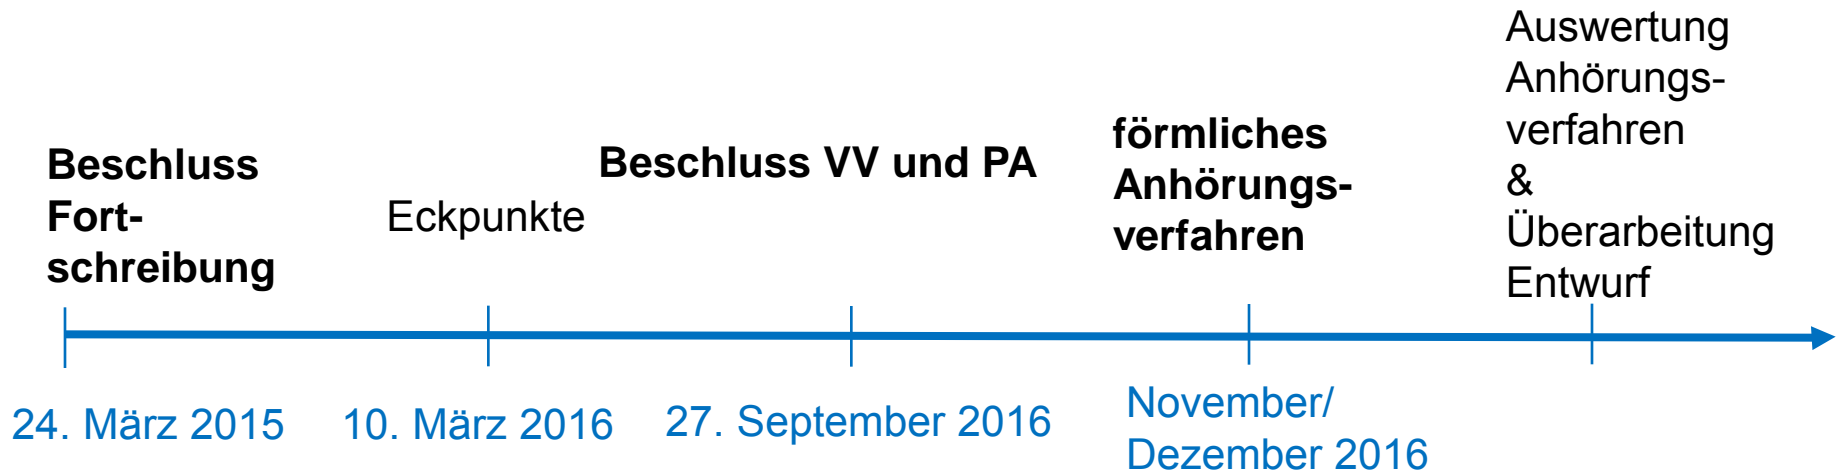 Beschluss
Fort-
schreibung
Eckpunkte
Beschluss VV und PA
förmliches
Anhörungs-
verfahren
Auswertung
Anhörungs-
verfahren
&
Überarbeitung
Entwurf
24. März 2015
10. März 2016
27. September 2016
November/
Dezember 2016